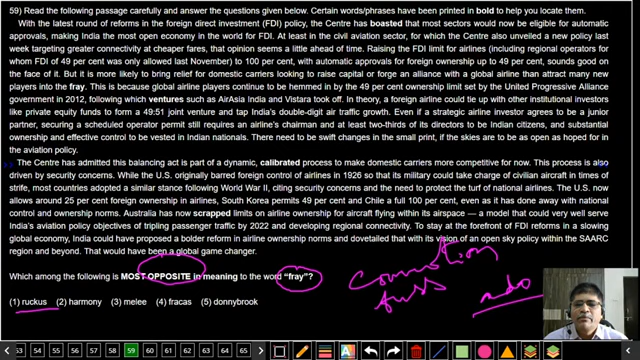 59) Read the following passage carefully and answer the questions given below. Certain words/phrases have been printed in bold to help you locate them.
With the latest round of reforms in the foreign direct investment (FDI) policy, the Centre has boasted that most sectors would now be eligible for automatic
approvals, making India the most open economy in the world for FDI. At least in the civil aviation sector, for which the Centre also unveiled a new policy last
week targeting greater connectivity at cheaper fares, that opinion seems a little ahead of time. Raising the FDI limit for airlines (including regional operators for
whom FDI of 49 per cent was only allowed last November) to 100 per cent, with automatic approvals for foreign ownership up to 49 per cent, sounds good on
the face of it. But it is more likely to bring relief for domestic carriers looking to raise capital or forge an alliance with a global airline than attract many new
players into the fray. This is because global airline players continue to be hemmed in by the 49 per cent ownership limit set by the United Progressive Alliance
government in 2012, following which ventures such as AirAsia India and Vistara took off. In theory, a foreign airline could tie up with other institutional investors
like private equity funds to form a 49:51 joint venture and tap India's double-digit air traffic growth. Even if a strategic airline investor agrees to be a junior
partner, securing a scheduled operator permit still requires an airline's chairman and at least two-thirds of its directors to be Indian citizens, and substantial
ownership and effective control to be vested in Indian nationals. There need to be swift changes in the small print, if the skies are to be as open as hoped for in
the aviation policy.
The Centre has admitted this balancing act is part of a dynamic, calibrated process to make domestic carriers more competitive for now. This process is also
driven by security concerns. While the U.S. originally barred foreign control of airlines in 1926 so that its military could take charge of civilian aircraft in times of
strife, most countries adopted a similar stance following World War II, citing security concerns and the need to protect the turf of national airlines. The U.S. now
allows around 25 per cent foreign ownership in airlines, South Korea permits 49 per cent and Chile a full 100 per cent, even as it has done away with national
control and ownership norms. Australia has now scrapped limits on airline ownership for aircraft flying within its airspace – a model that could very well serve
India's aviation policy objectives of tripling passenger traffic by 2022 and developing regional connectivity. To stay at the forefront of FDI reforms in a slowing
global economy, India could have proposed a bolder reform in airline ownership norms and dovetailed that with its vision of an open sky policy within the SAARC
region and beyond. That would have been a global game changer.
Which among the following is MOST OPPOSITE in meaning to the word "fray"?
(1) ruckus (2) harmony (3) melee (4) fracas (5) donnybrook
commotion
fuss
ado
51 52 53 54 55 56 57 58 59 60 61 62 63